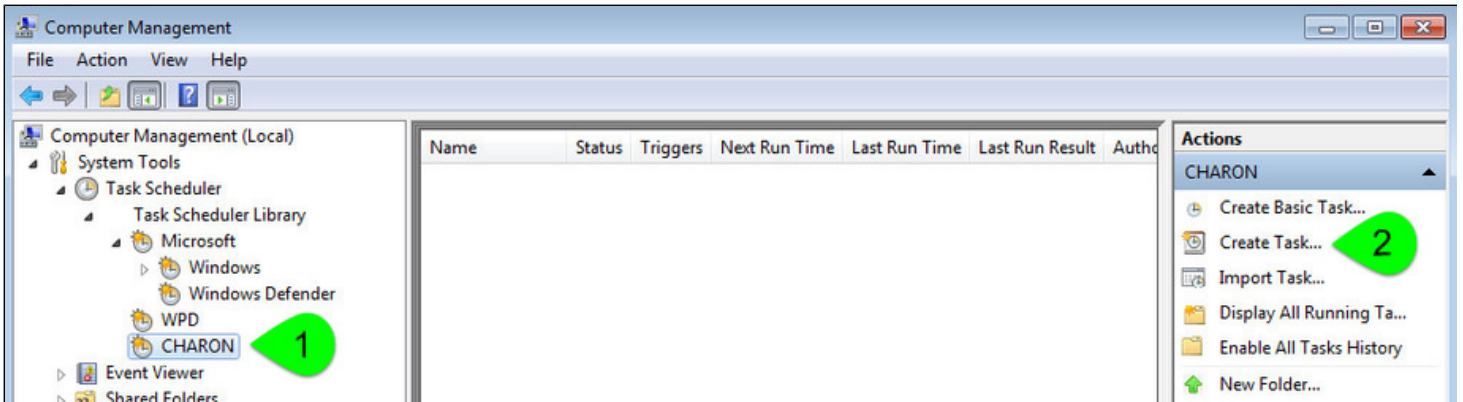 Computer Management
File Action View Help
Computer Management (Local)
System Tools
Task Scheduler
Task Scheduler Library
Microsoft
Windows
Windows Defender
WPD
CHARON
1
Event Viewer
Shared Folders
Name Status Triggers Next Run Time Last Run Time Last Run Result Autho
Actions
CHARON
Create Basic Task...
Create Task...
2
Import Task...
Display All Running Ta...
Enable All Tasks History
New Folder...